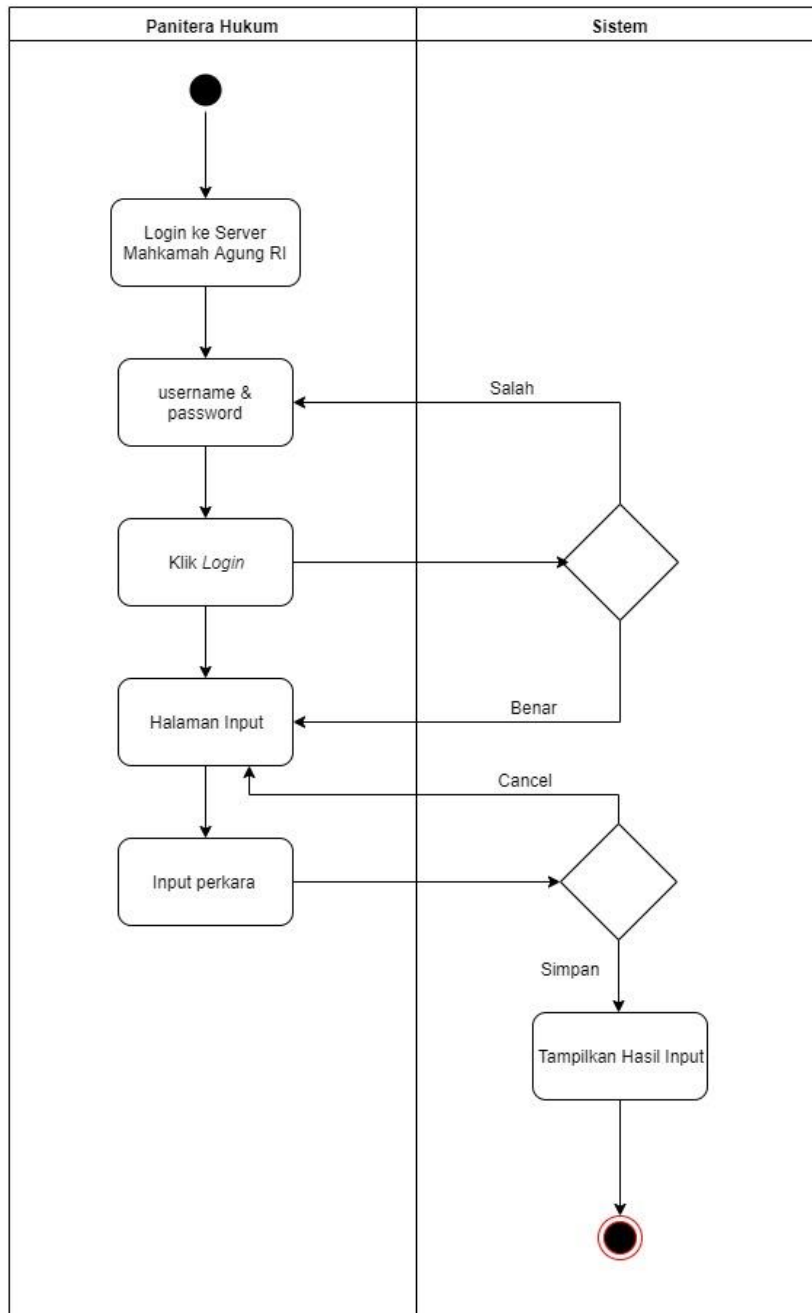 Panitera Hukum
Sistem
Login ke Server
Mahkamah Agung RI
username &
password
Salah
Klik Login
Halaman Input
Benar
Cancel
Input perkara
Simpan
Tampilkan Hasil Input